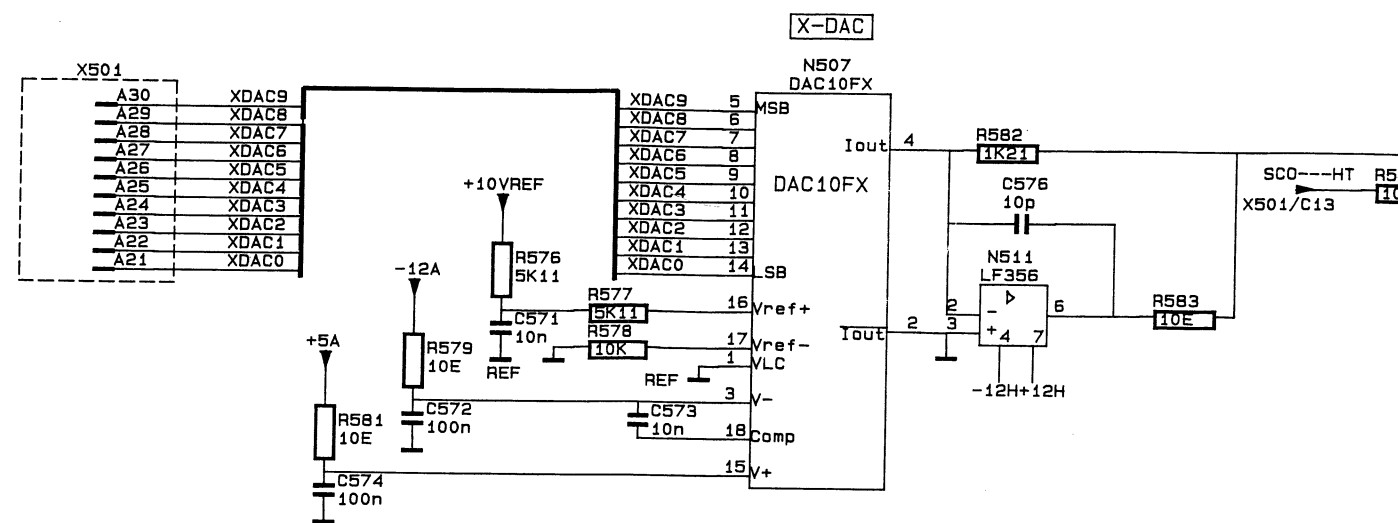 X-DAC
X501
A30 XDAC9
A29 XDAC8
A28 XDAC7
A27 XDAC6
A26 XDAC5
A25 XDAC4
A24 XDAC3
A23 XDAC2
A22 XDAC1
A21 XDAC0
+10VREF
R576
5K11
-12A
C571
10n
REF
R577
5K11
R578
10K
+5A
R579
10E
REF
R581
10E
C572
100n
C573
10n
C574
100n
N507
DAC10FX
XDAC9 5 MSB
XDAC8 6
XDAC7 7
XDAC6 8
XDAC5 9
XDAC4 10
XDAC3 11
XDAC2 12
XDAC1 13
XDAC0 14 LSB
16 Vref+
17 Vref-
1 VLC
3 V-
18 Comp
15 V+
DAC10FX
Iout 4
Iout 2
R582
1K21
C576
10p
N511
LF356
2 -
3 +
6
4 7
-12H+12H
R583
10E
SCO---HT
X501/C13